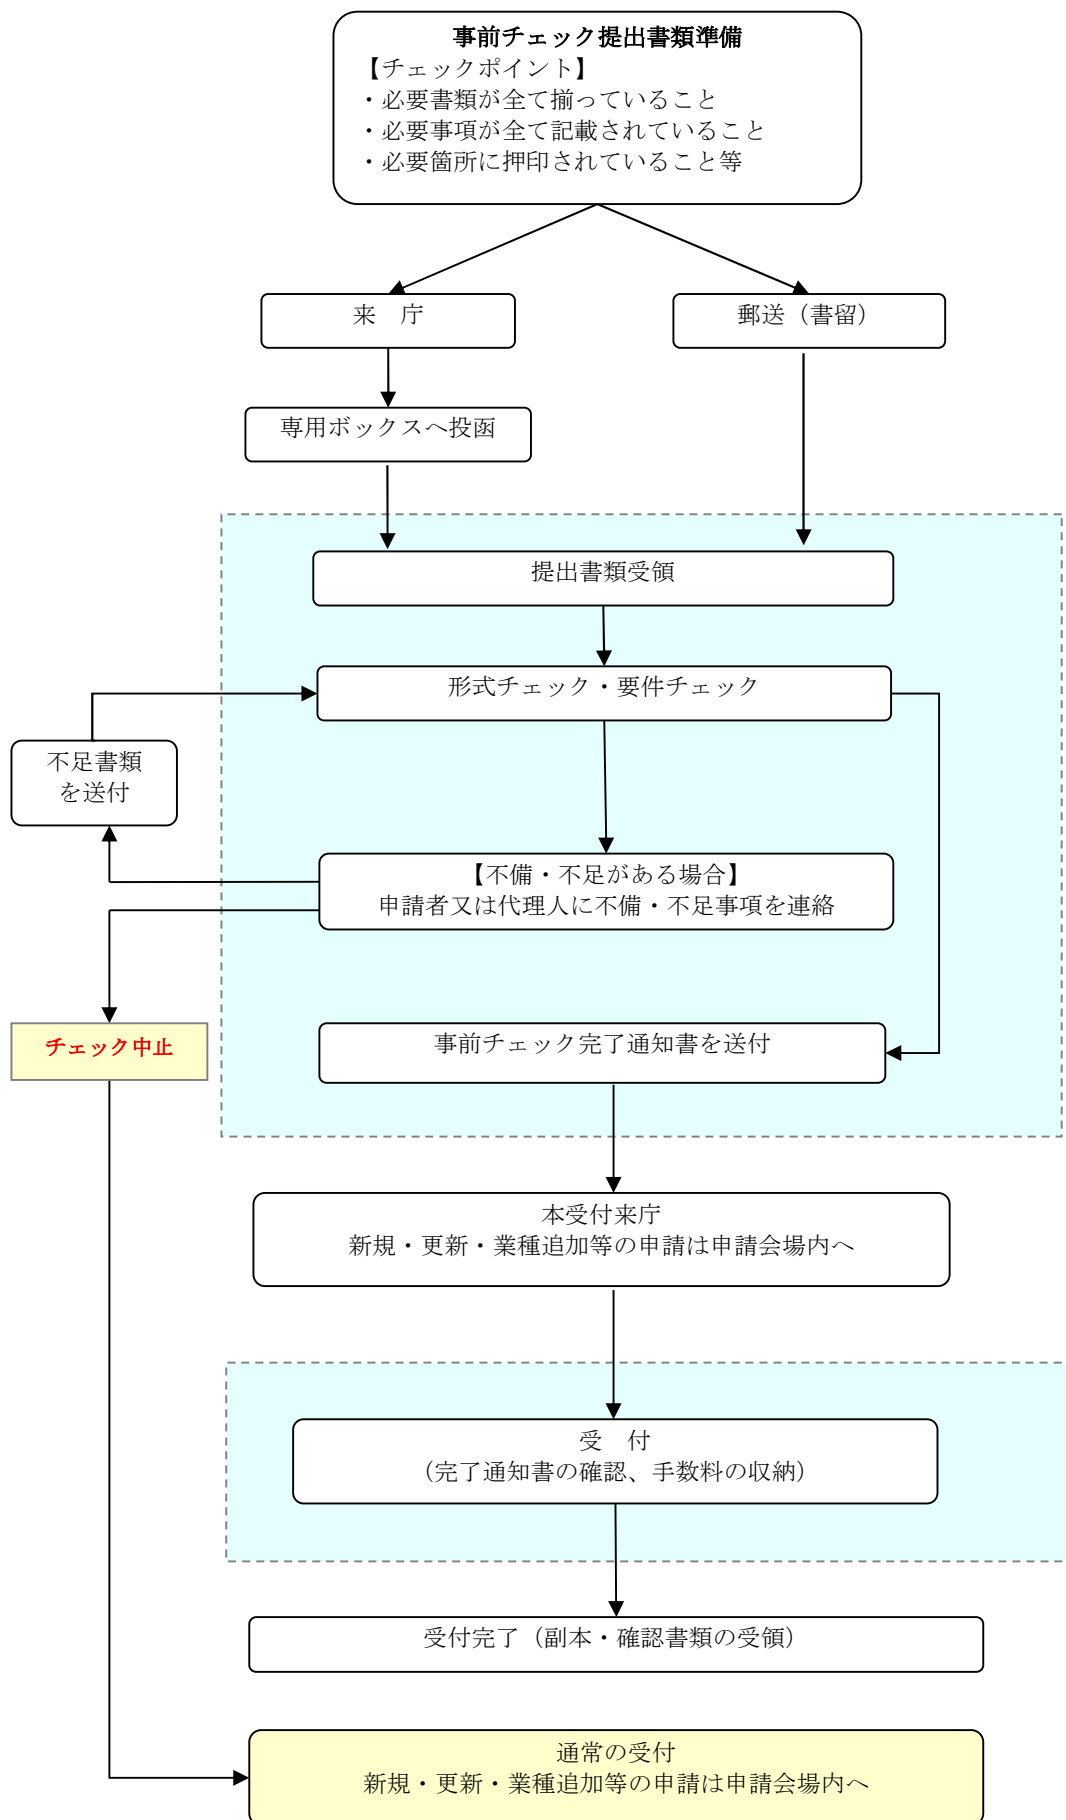 事前チェック提出書類準備
【チェックポイント】
・必要書類が全て揃っていること
・必要事項が全て記載されていること
・必要箇所に押印されていること等
来　庁
郵送（書留）
専用ボックスへ投函
提出書類受領
形式チェック・要件チェック
不足書類
を送付
【不備・不足がある場合】
申請者又は代理人に不備・不足事項を連絡
チェック中止
事前チェック完了通知書を送付
本受付来庁
新規・更新・業種追加等の申請は申請会場内へ
受　付
（完了通知書の確認、手数料の収納）
受付完了（副本・確認書類の受領）
通常の受付
新規・更新・業種追加等の申請は申請会場内へ